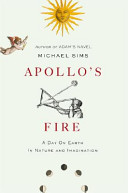 AUTHOR OF ADAM'S NAVEL
MICHAEL SIMS
APOLLO'S
FIRE
A DAY ON EARTH
IN NATURE AND IMAGINATION